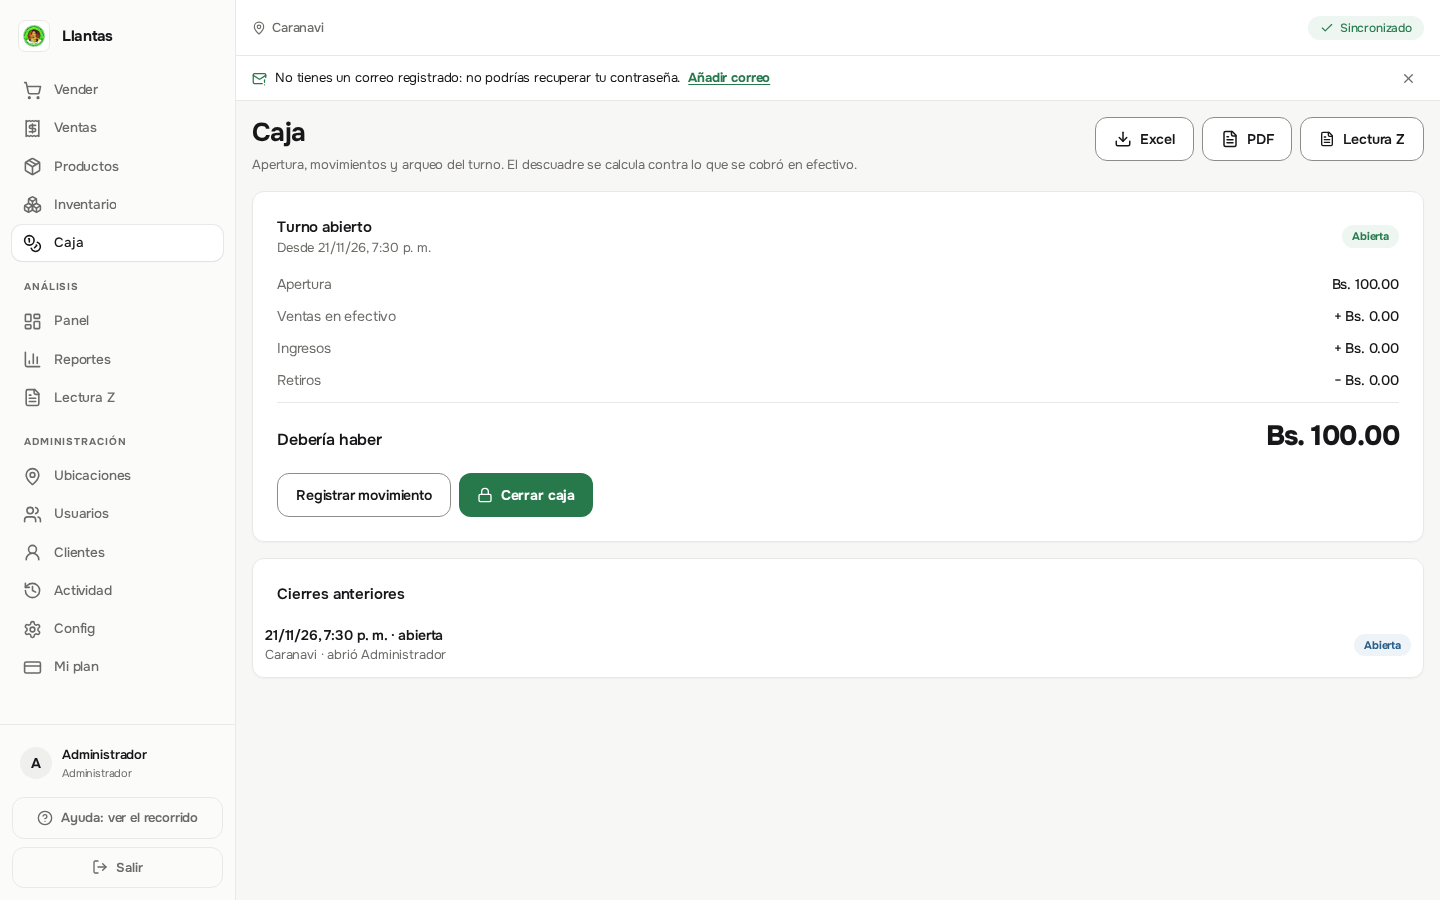 Llantas
Vender
Ventas
Productos
Inventario
Caja
ANÁLISIS
Panel
Reportes
Lectura Z
ADMINISTRACIÓN
Ubicaciones
Usuarios
Clientes
Actividad
Config
Mi plan
A
Administrador
Administrador
Ayuda: ver el recorrido
Salir
Caranavi
Sincronizado
No tienes un correo registrado: no podrías recuperar tu contraseña. Añadir correo
Caja
Apertura, movimientos y arqueo del turno. El descuadre se calcula contra lo que se cobró en efectivo.
Excel
PDF
Lectura Z
Turno abierto
Desde 21/11/26, 7:30 p. m.
Abierta
Apertura Bs. 100.00
Ventas en efectivo + Bs. 0.00
Ingresos + Bs. 0.00
Retiros − Bs. 0.00
Debería haber Bs. 100.00
Registrar movimiento
Cerrar caja
Cierres anteriores
21/11/26, 7:30 p. m. · abierta
Caranavi · abrió Administrador
Abierta